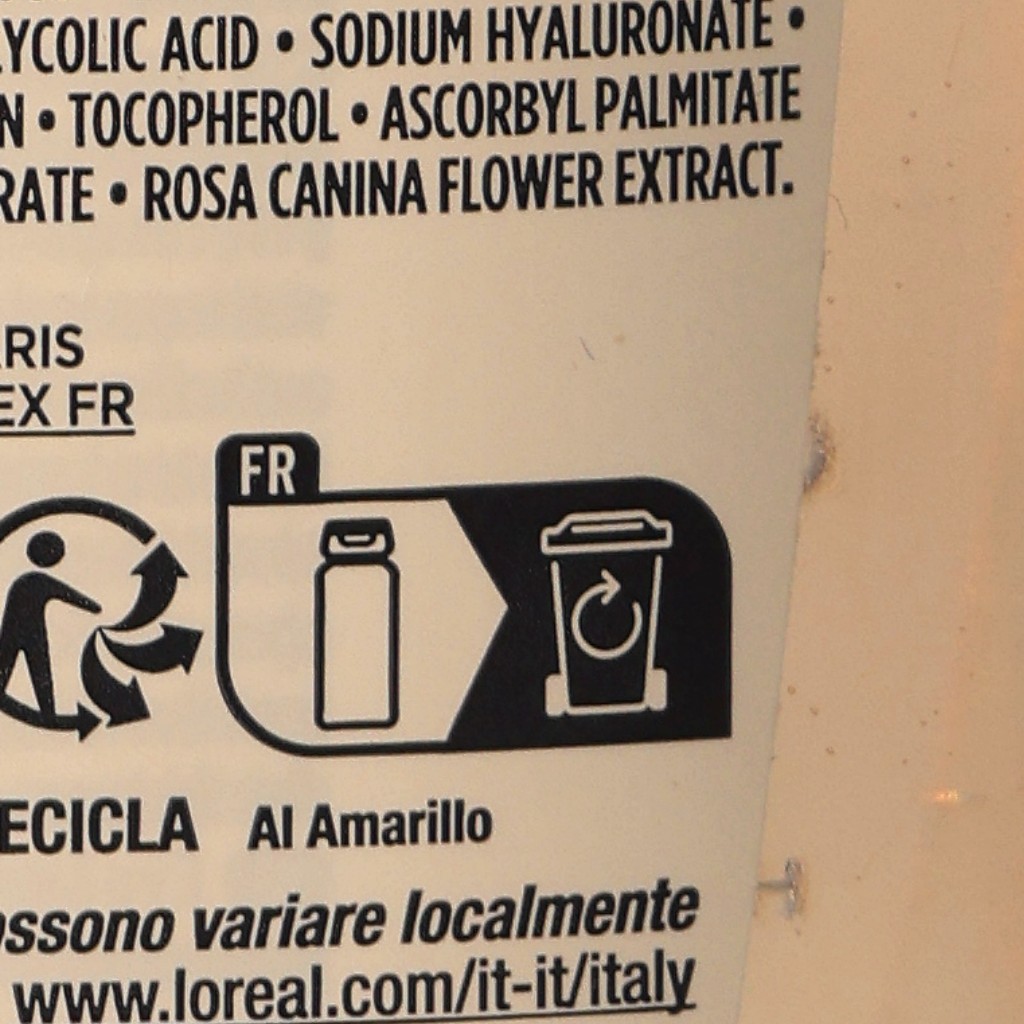 LYCOLIC ACID • SODIUM HYALURONATE •
N • TOCOPHEROL • ASCORBYL PALMITATE
RATE • ROSA CANINA FLOWER EXTRACT.
RIS
EX FR
FR
ECICLA Al Amarillo
ossono variare localmente
www.loreal.com/it-it/italy